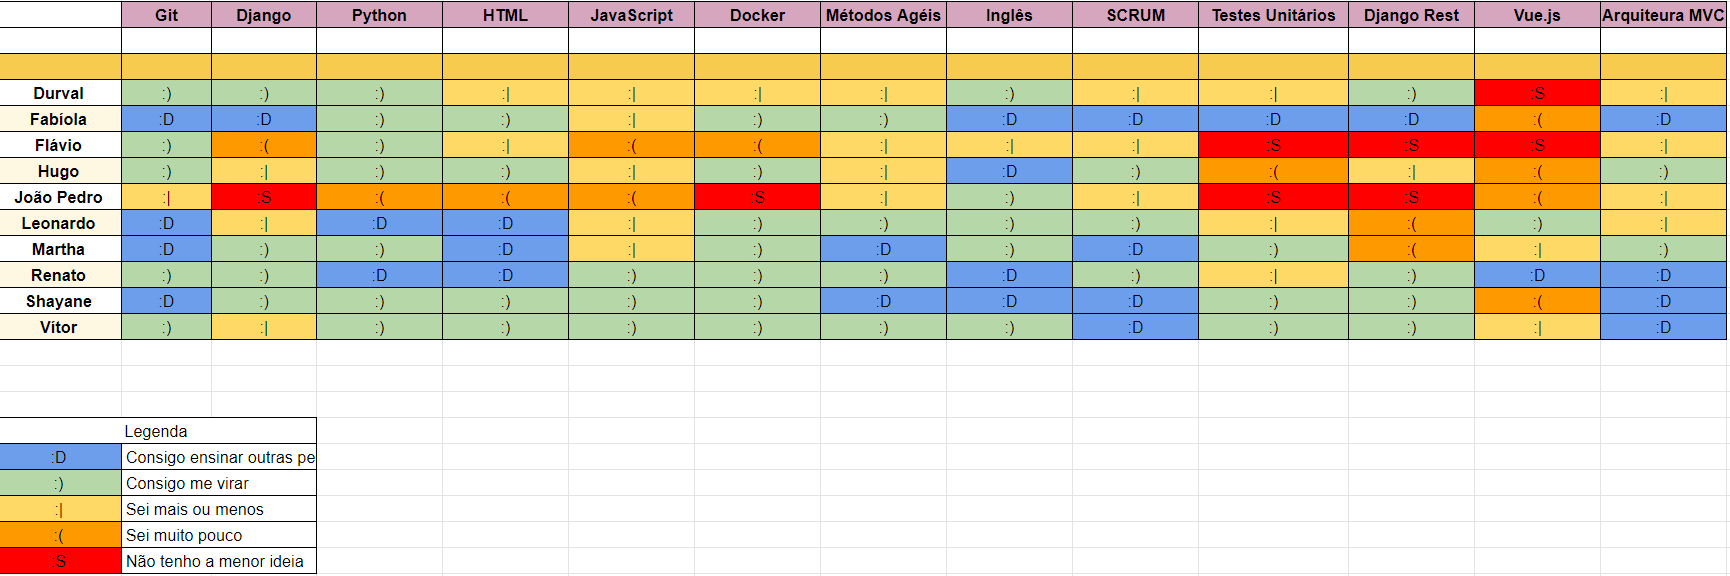 Git Django Python HTML JavaScript Docker Métodos Agéis Inglês SCRUM Testes Unitários Django Rest Vue.js Arquiteura MVC
Durval :) :) :) :| :| :| :| :) :| :| :) :S :|
Fabíola :D :D :) :) :| :) :) :D :D :D :D :( :D
Flávio :) :( :) :| :( :( :| :| :| :S :S :S :|
Hugo :) :| :) :) :| :) :| :D :) :( :| :( :)
João Pedro :| :S :( :( :( :S :| :) :| :S :S :( :|
Leonardo :D :| :D :D :| :) :) :) :) :| :( :) :|
Martha :D :) :) :D :| :) :D :) :D :) :( :| :)
Renato :) :) :D :D :) :) :) :D :) :| :) :D :D
Shayane :D :) :) :) :) :) :D :D :D :) :) :( :D
Vítor :) :| :) :) :) :) :) :) :D :) :) :| :D
Legenda
:D Consigo ensinar outras pe
:) Consigo me virar
:| Sei mais ou menos
:( Sei muito pouco
:S Não tenho a menor ideia